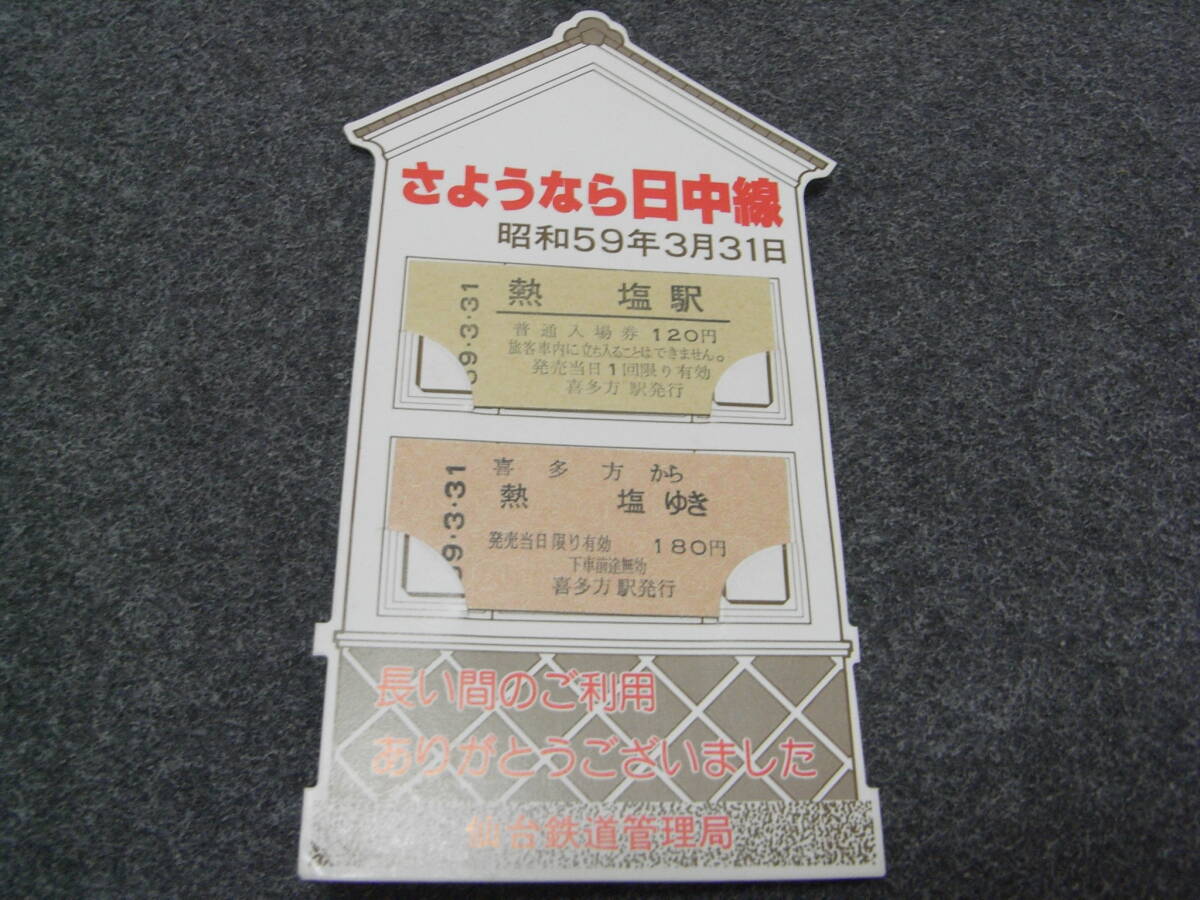 さようなら日中線
昭和59年3月31日
59.3.31
熱塩駅
普通入場券 120円
旅客車内に立ち入ることはできません。
発売当日1回限り有効
喜多方駅発行
59.3.31
喜多方から
熱塩ゆき
発売当日限り有効 180円
下車前途無効
喜多方駅発行
長い間のご利用
ありがとうございました
仙台鉄道管理局